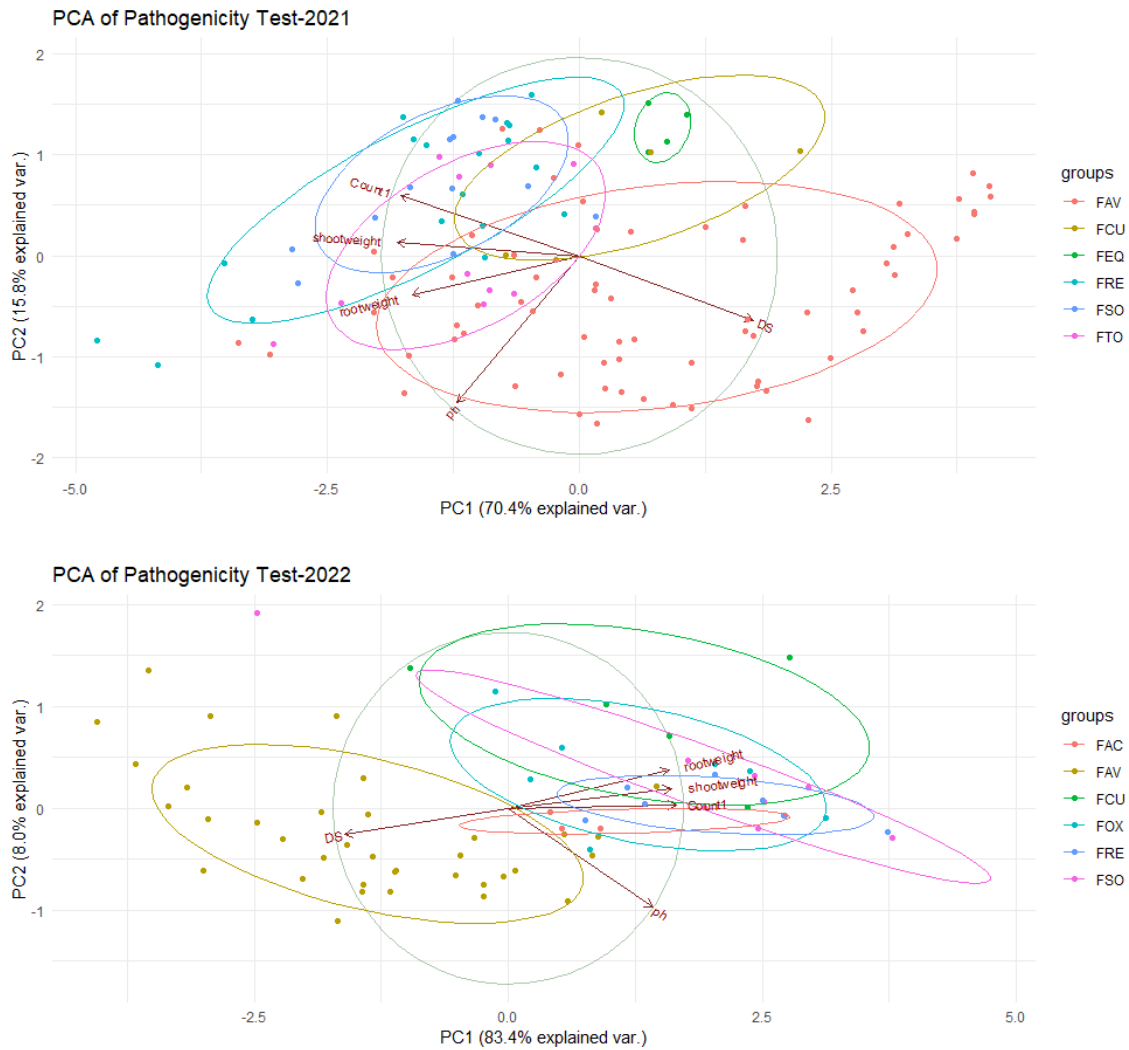 PCA of Pathogenicity Test-2021
2
1
0
-1
-2
PC2 (15.8% explained var.)
Count1
shootweight
rootweight
DS
ph
-5.0
-2.5
0.0
2.5
PC1 (70.4% explained var.)
groups
FAV
FCU
FEQ
FRE
FSO
FTO
PCA of Pathogenicity Test-2022
2
1
0
-1
PC2 (8.0% explained var.)
rootweight
shootweight
Count1
DS
ph
-2.5
0.0
2.5
5.0
PC1 (83.4% explained var.)
groups
FAC
FAV
FCU
FOX
FRE
FSO